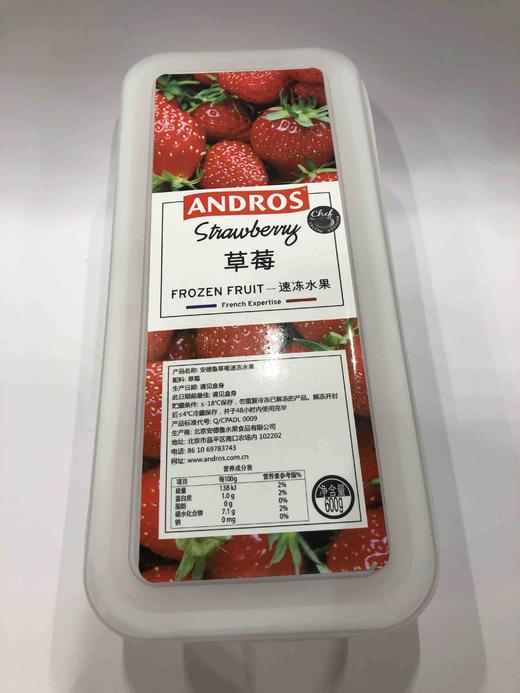 ANDROS
Chef
Strawberry
草莓
FROZEN FRUIT — 速冻水果
French Expertise
产品名称: 安德鲁草莓速冻水果
配料: 草莓
生产日期: 请见盒身
此日期前最佳: 请见盒身
贮藏条件: ≤-18℃保存，勿重复冷冻已解冻的产品。解冻开封
后≤4℃冷藏保存，并于48小时内使用完毕
产品标准代号: Q/CPADL 0009
生产商: 北京安德鲁水果食品有限公司
地址: 北京市昌平区南口农场内 102202
电话: 86 10 69783743
网址: www.andros.com.cn
营养成分表
项目 每100g 营养素参考值%
能量 138 kJ 2%
蛋白质 1.0 g 2%
脂肪 0 g 0%
碳水化合物 7.1 g 2%
钠 0 mg 0%
净含量
600g